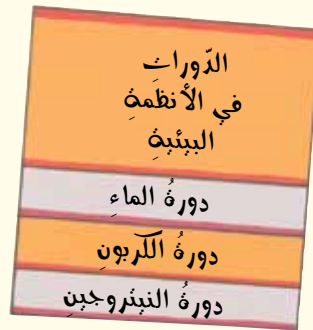 الدّوراتِ
في الأنظمةِ
البيئيةِ
دورةُ الماءِ
دورةُ الكربونِ
دورةُ النيتروجينِ